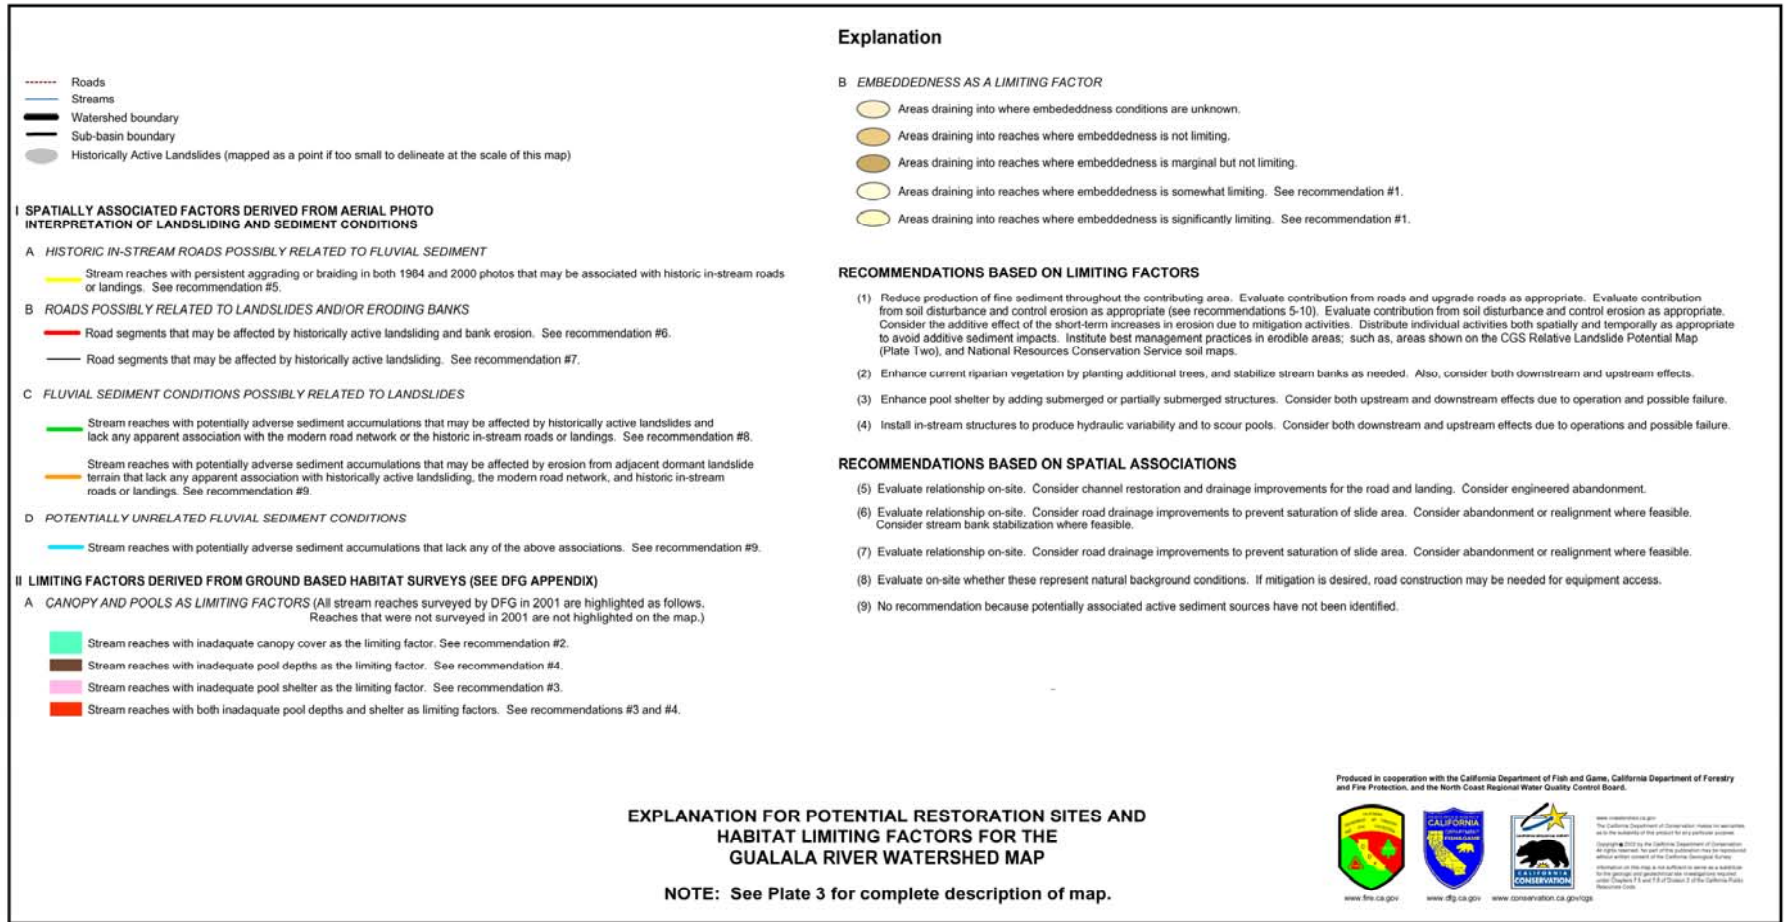 Explanation
Roads
Streams
Watershed boundary
Sub-basin boundary
Historically Active Landslides (mapped as a point if too small to delineate at the scale of this map)
I SPATIALLY ASSOCIATED FACTORS DERIVED FROM AERIAL PHOTO
INTERPRETATION OF LANDSLIDING AND SEDIMENT CONDITIONS
A HISTORIC IN-STREAM ROADS POSSIBLY RELATED TO FLUVIAL SEDIMENT
Stream reaches with persistent aggrading or braiding in both 1984 and 2000 photos that may be associated with historic in-stream roads
or landings. See recommendation #5.
B ROADS POSSIBLY RELATED TO LANDSLIDES AND/OR ERODING BANKS
Road segments that may be affected by historically active landsliding and bank erosion. See recommendation #6.
Road segments that may be affected by historically active landsliding. See recommendation #7.
C FLUVIAL SEDIMENT CONDITIONS POSSIBLY RELATED TO LANDSLIDES
Stream reaches with potentially adverse sediment accumulations that may be affected by historically active landslides and
lack any apparent association with the modern road network or the historic in-stream roads or landings. See recommendation #8.
Stream reaches with potentially adverse sediment accumulations that may be affected by erosion from adjacent dormant landslide
terrain that lack any apparent association with historically active landsliding, the modern road network, and historic in-stream
roads or landings. See recommendation #9.
D POTENTIALLY UNRELATED FLUVIAL SEDIMENT CONDITIONS
Stream reaches with potentially adverse sediment accumulations that lack any of the above associations. See recommendation #9.
II LIMITING FACTORS DERIVED FROM GROUND BASED HABITAT SURVEYS (SEE DFG APPENDIX)
A CANOPY AND POOLS AS LIMITING FACTORS (All stream reaches surveyed by DFG in 2001 are highlighted as follows.
Reaches that were not surveyed in 2001 are not highlighted on the map.)
Stream reaches with inadaquate canopy cover as the limiting factor. See recommendation #2.
Stream reaches with inadequate pool depths as the limiting factor. See recommendation #4.
Stream reaches with inadequate pool shelter as the limiting factor. See recommendation #3.
Stream reaches with both inadaquate pool depths and shelter as limiting factors. See recommendations #3 and #4.
B EMBEDDEDNESS AS A LIMITING FACTOR
Areas draining into where embededdness conditions are unknown.
Areas draining into reaches where embeddedness is not limiting.
Areas draining into reaches where embeddedness is marginal but not limiting.
Areas draining into reaches where embeddedness is somewhat limiting. See recommendation #1.
Areas draining into reaches where embeddedness is significantly limiting. See recommendation #1.
RECOMMENDATIONS BASED ON LIMITING FACTORS
(1) Reduce production of fine sediment throughout the contributing area. Evaluate contribution from roads and upgrade roads as appropriate. Evaluate contribution
from soil disturbance and control erosion as appropriate (see recommendations 5-10). Evaluate contribution from soil disturbance and control erosion as appropriate.
Consider the additive effect of the short-term increases in erosion due to mitigation activities. Distribute individual activities both spatially and temporally as appropriate
to avoid additive sediment impacts. Institute best management practices in erodible areas; such as, areas shown on the CGS Relative Landslide Potential Map
(Plate Two), and National Resources Conservation Service soil maps.
(2) Enhance current riparian vegetation by planting additional trees, and stabilize stream banks as needed. Also, consider both downstream and upstream effects.
(3) Enhance pool shelter by adding submerged or partially submerged structures. Consider both upstream and downstream effects due to operation and possible failure.
(4) Install in-stream structures to produce hydraulic variability and to scour pools. Consider both downstream and upstream effects due to operations and possible failure.
RECOMMENDATIONS BASED ON SPATIAL ASSOCIATIONS
(5) Evaluate relationship on-site. Consider channel restoration and drainage improvements for the road and landing. Consider engineered abandonment.
(6) Evaluate relationship on-site. Consider road drainage improvements to prevent saturation of slide area. Consider abandonment or realignment where feasible.
Consider stream bank stabilization where feasible.
(7) Evaluate relationship on-site. Consider road drainage improvements to prevent saturation of slide area. Consider abandonment or realignment where feasible.
(8) Evaluate on-site whether these represent natural background conditions. If mitigation is desired, road construction may be needed for equipment access.
(9) No recommendation because potentially associated active sediment sources have not been identified.
EXPLANATION FOR POTENTIAL RESTORATION SITES AND
HABITAT LIMITING FACTORS FOR THE
GUALALA RIVER WATERSHED MAP
NOTE: See Plate 3 for complete description of map.
Produced in cooperation with the California Department of Fish and Game, California Department of Forestry
and Fire Protection, and the North Coast Regional Water Quality Control Board.
CALIFORNIA
FISH&GAME
CALIFORNIA
CONSERVATION
www.fire.ca.gov
www.dfg.ca.gov
www.conservation.ca.gov/cgs